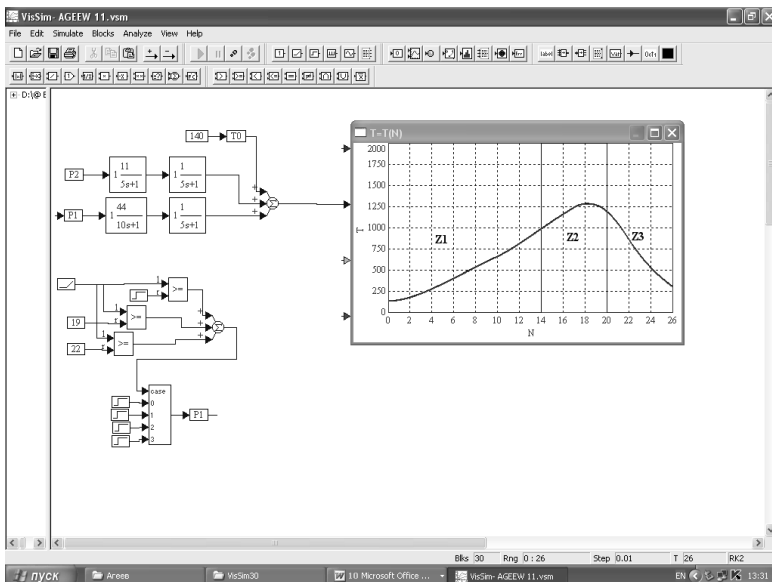 VisSim- AGEEW 11.vsm
File Edit Simulate Blocks Analyze View Help
D:\@ E
140 T0
P2 1 11 5s+1 1 5s+1
P1 1 44 10s+1 1 5s+1
+
+
+
Σ
l
r >=
l
19 r >=
l
22 r >=
+
+
+
Σ
case
0
1
2
3
P1
T=T(N)
2000
1750
1500
1250
1000
750
500
250
0
T
Z1 Z2 Z3
0 2 4 6 8 10 12 14 16 18 20 22 24 26
N
Blks 30 Rng 0 : 26 Step 0.01 T 26 RK2
пуск Агеев VisSim30 10 Microsoft Office ... VisSim- AGEEW 11.vsm EN 13:31